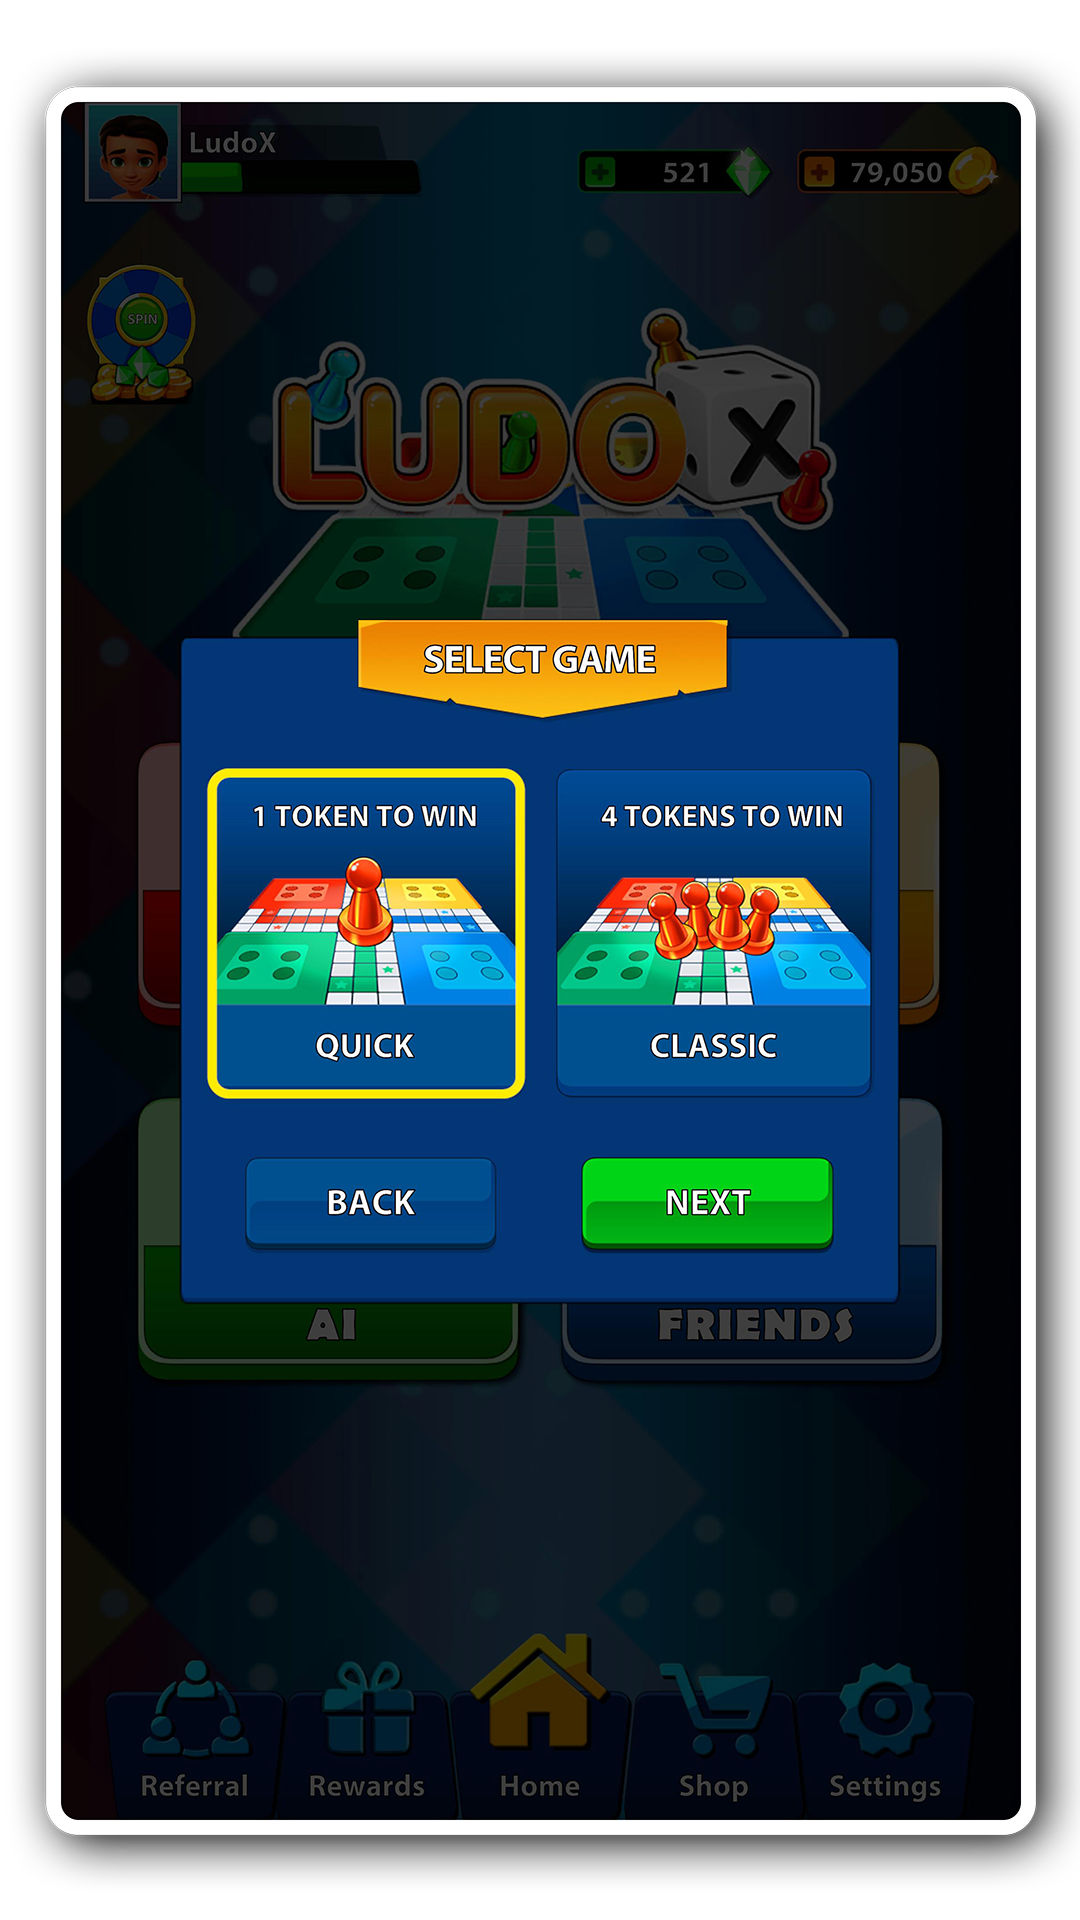 LudoX
521
79,050
SPIN
LUDO X
SELECT GAME
1 TOKEN TO WIN
4 TOKENS TO WIN
QUICK
CLASSIC
BACK
NEXT
AI
FRIENDS
Referral
Rewards
Home
Shop
Settings